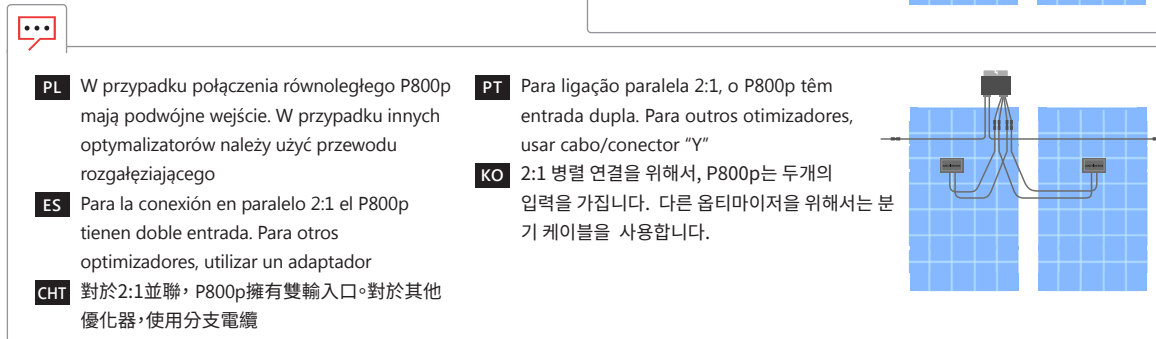 PL W przypadku połączenia równoległego P800p
mają podwójne wejście. W przypadku innych
optymalizatorów należy użyć przewodu
rozgałęziającego
ES Para la conexión en paralelo 2:1 el P800p
tienen doble entrada. Para otros
optimizadores, utilizar un adaptador
CHT 對於2:1並聯，P800p擁有雙輸入口。對於其他
優化器，使用分支電纜
PT Para ligação paralela 2:1, o P800p têm
entrada dupla. Para outros otimizadores,
usar cabo/conector “Y”
KO 2:1 병렬 연결을 위해서, P800p는 두개의
입력을 가집니다. 다른 옵티마이저를 위해서는 분
기 케이블을 사용합니다.